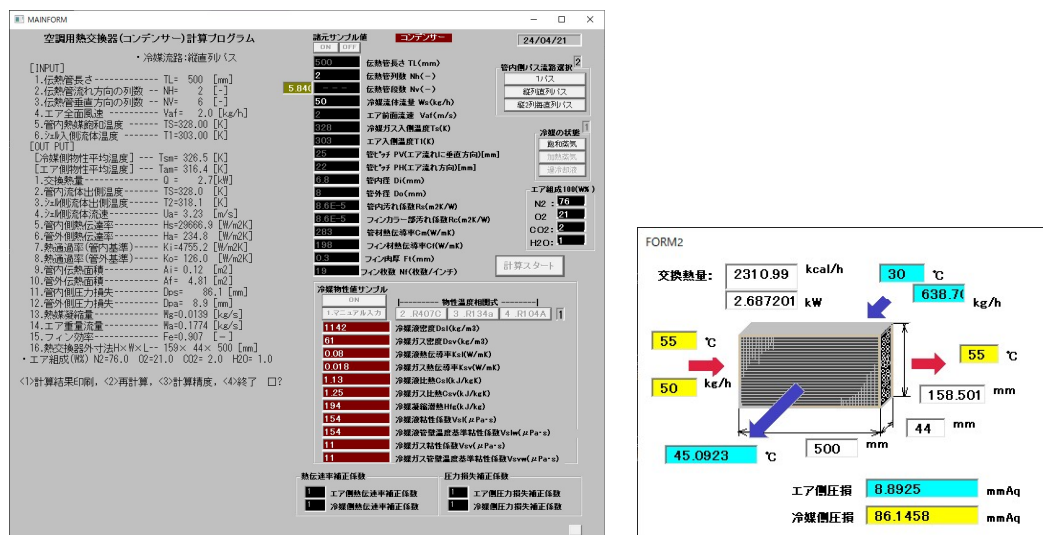 MAINFORM
空調用熱交換器(コンデンサー)計算プログラム
・冷媒流路:縦直列パス
[INPUT]
1.伝熱管長さ------------ TL= 500 [mm]
2.伝熱管流れ方向の列数-- NH= 2 [-]
3.伝熱管垂直方向の列数-- NV= 6 [-]
4.エア全面風速---------- Vaf= 2.0 [kg/h]
5.管内熱媒飽和温度 ----- TS=328.00 [K]
6.シェル入側流体温度 ---- T1=303.00 [K]
[OUT PUT]
[冷媒側物性平均温度] --- Tsm= 326.5 [K]
[エア側物性平均温度] --- Tam= 316.4 [K]
1.交換熱量-------------- Q = 2.7[kW]
2.管内流体出側温度------ TS=328.0 [K]
3.シェル側流体出側温度---- T2=318.1 [K]
4.シェル側流体流速------- Ua= 3.23 [m/s]
5.管内側熱伝達率------- Hs=29666.9 [W/m2K]
6.管外側熱伝達率------- Ha= 234.8 [W/m2K]
7.熱通過率(管内基準)--- Ki=4755.2 [W/m2K]
8.熱通過率(管外基準)--- Ko= 126.0 [W/m2K]
9.管内伝熱面積------- Ai= 0.12 [m2]
10.管外伝熱面積------- Af= 4.81 [m2]
11.管内側圧力損失------ Dps= 86.1 [mm]
12.管外側圧力損失------ Dpa= 8.9 [mm]
13.熱媒凝縮量-------- Wg=0.0139 [kg/s]
14.エア重量流量------- Wa=0.1774 [kg/s]
15.フィン効率-------- Fe=0.907 [-]
16.熱交換器外寸法H×W×L-- 159× 44× 500 [mm]
・エア組成(W%) N2=76.0 O2=21.0 CO2= 2.0 H2O= 1.0
<1>計算結果印刷, <2>再計算, <3>計算精度, <4>終了 口?
諸元サンプル値
コンデンサー
24/04/21
ON OFF
500 伝熱管長さ TL(mm)
2 伝熱管列数 Nh(-)
5.840 --- 伝熱管段数 Nv(-)
50 冷媒流体流量 Ws(kg/h)
2 エア前面流速 Vaf(m/s)
328 冷媒ガス入側温度Ts(K)
303 エア入側温度T1(K)
25 管ピッチ PV(エア流れに垂直方向)[mm]
22 管ピッチ PH(エア流れ方向)[mm]
6.8 管内径 Di(mm)
8 管外径 Do(mm)
8.6E-5 管内汚れ係数Rs(m2K/W)
8.6E-5 フィンカラー部汚れ係数Rc(m2K/W)
283 管材熱伝導率Cm(W/mK)
198 フィン材熱伝導率Cf(W/mK)
0.3 フィン肉厚 Ft(mm)
19 フィン枚数 Nf(枚数/インチ)
管内側パス流路選択 2
1パス
縦列直列パス
縦2列毎直列パス
冷媒の状態 1
飽和蒸気
加熱蒸気
過冷却液
エア組成100(W%)
N2 : 76
O2 21
CO2: 2
H2O: 1
計算スタート
冷媒物性値サンプル
ON
|--------- 物性温度相関式 ---------|
1.マニュアル入力 2 .R407C 3 .R134a 4 .R104A 1
1142 冷媒液密度Dsl(kg/m3)
61 冷媒ガス密度Dsv(kg/m3)
0.08 冷媒液熱伝導率Ksl(W/mK)
0.018 冷媒ガス熱伝導率Ksv(W/mK)
1.13 冷媒液比熱Csl(kJ/kgK)
1.25 冷媒ガス比熱Csv(kJ/kgK)
194 冷媒凝縮潜熱Hfg(kJ/kg)
154 冷媒液粘性係数Vsl(μPa・s)
154 冷媒液管壁温度基準粘性係数Vslw(μPa・s)
11 冷媒ガス粘性係数Vsv(μPa・s)
11 冷媒ガス管壁温度基準粘性係数Vsvw(μPa・s)
熱伝達率補正係数
1 エア側熱伝達率補正係数
1 冷媒側熱伝達率補正係数
圧力損失補正係数
1 エア側圧力損失補正係数
1 冷媒側圧力損失補正係数
FORM2
交換熱量: 2310.99 kcal/h
2.687201 kW
30 ℃
638.70 kg/h
55 ℃
50 kg/h
55 ℃
158.501 mm
44 mm
500 mm
45.0923 ℃
エア側圧損 8.8925 mmAq
冷媒側圧損 86.1458 mmAq